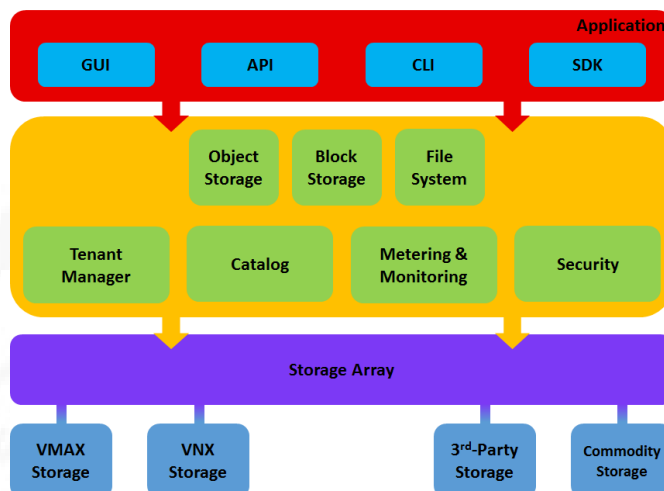 Application
GUI
API
CLI
SDK
Object
Storage
Block
Storage
File
System
Tenant
Manager
Catalog
Metering &
Monitoring
Security
Storage Array
VMAX
Storage
VNX
Storage
3rd-Party
Storage
Commodity
Storage